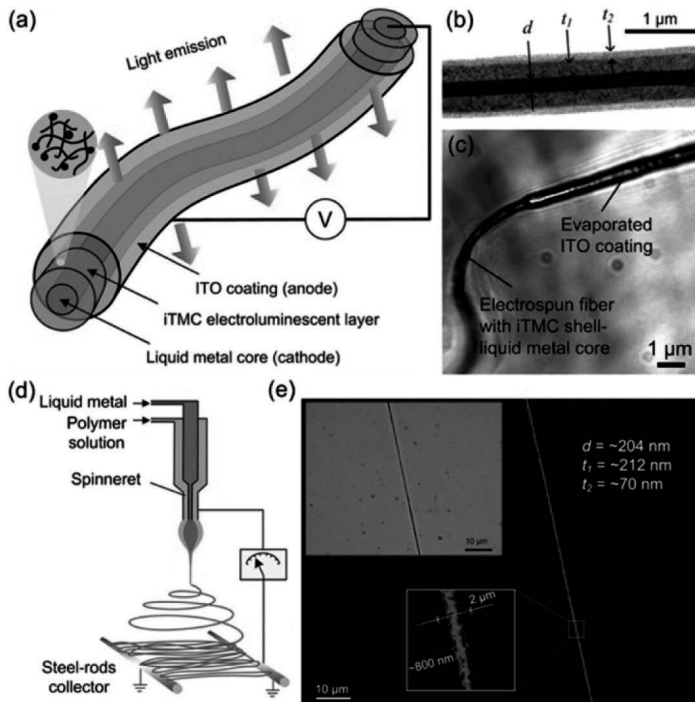 (a)
Light emission
V
ITO coating (anode)
iTMC electroluminescent layer
Liquid metal core (cathode)
(b)
d
t1
t2
1 µm
(c)
Evaporated
ITO coating
Electrospun fiber
with iTMC shell-
liquid metal core
1 µm
(d)
Liquid metal
Polymer
solution
Spinneret
Steel-rods
collector
(e)
d = ~204 nm
t1 = ~212 nm
t2 = ~70 nm
10 µm
2 µm
~800 nm
10 µm